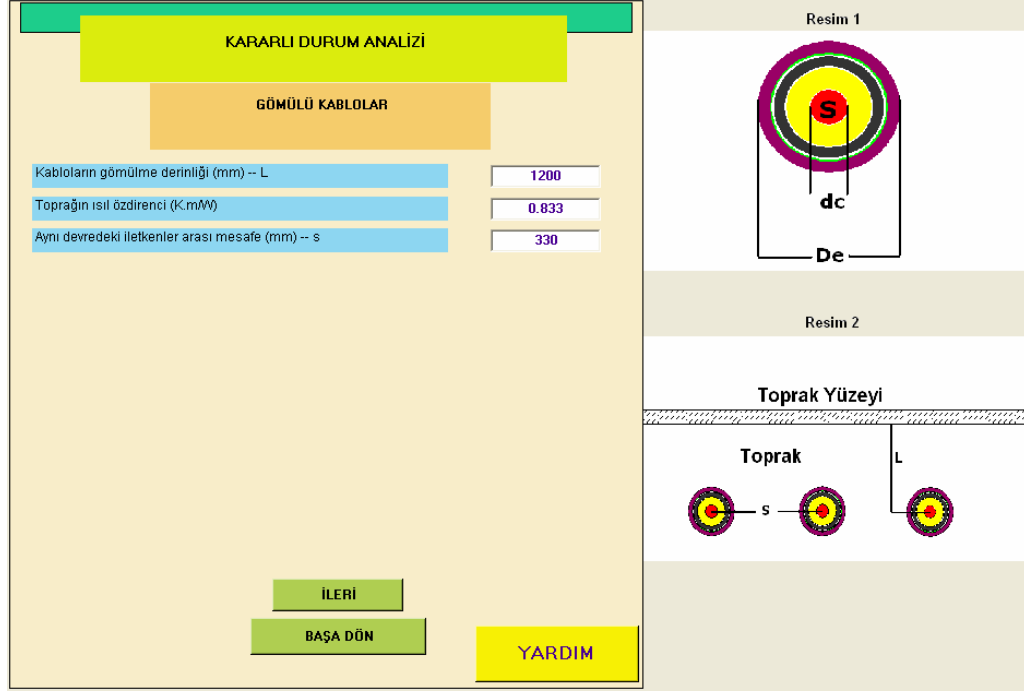 KARARLI DURUM ANALİZİ
GÖMÜLÜ KABLOLAR
Kabloların gömülme derinliği (mm) -- L
1200
Toprağın ısıl özdirenci (K.m/W)
0.833
Aynı devredeki iletkenler arası mesafe (mm) -- s
330
İLERİ
BAŞA DÖN
YARDIM
Resim 1
S
dc
De
Resim 2
Toprak Yüzeyi
Toprak
L
s